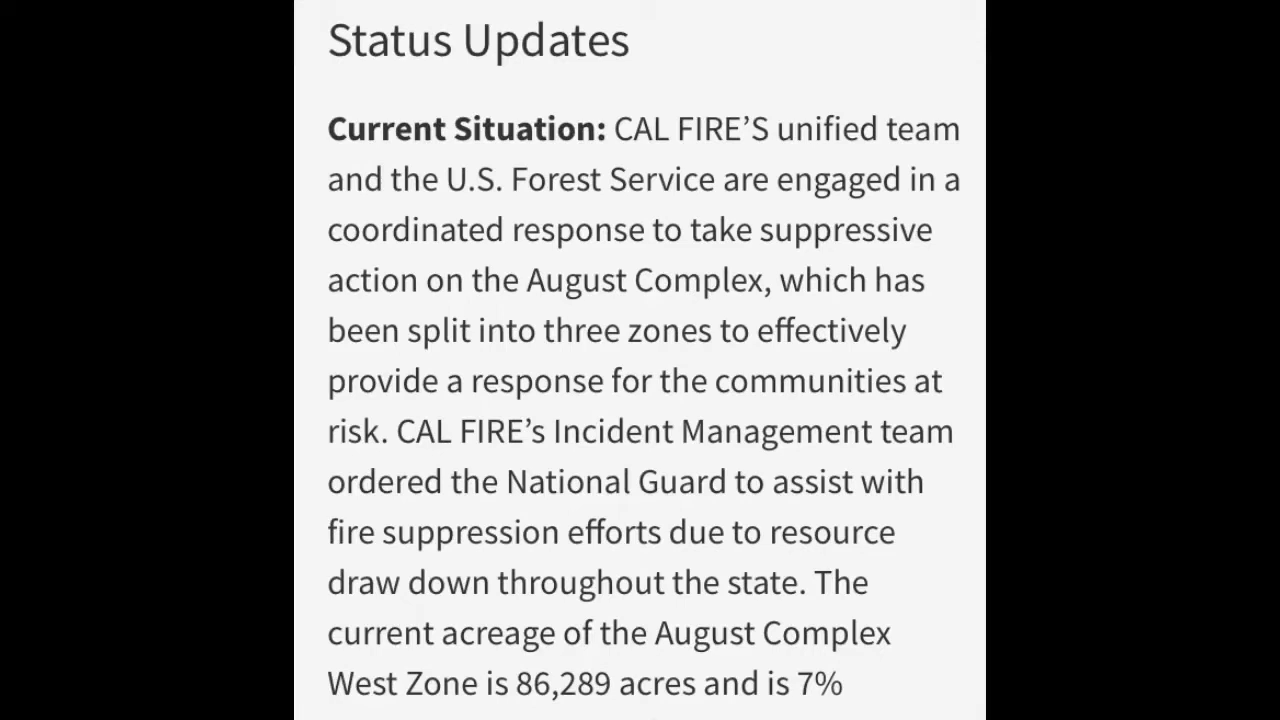 Status Updates
Current Situation: CAL FIRE’S unified team
and the U.S. Forest Service are engaged in a
coordinated response to take suppressive
action on the August Complex, which has
been split into three zones to effectively
provide a response for the communities at
risk. CAL FIRE’s Incident Management team
ordered the National Guard to assist with
fire suppression efforts due to resource
draw down throughout the state. The
current acreage of the August Complex
West Zone is 86,289 acres and is 7%